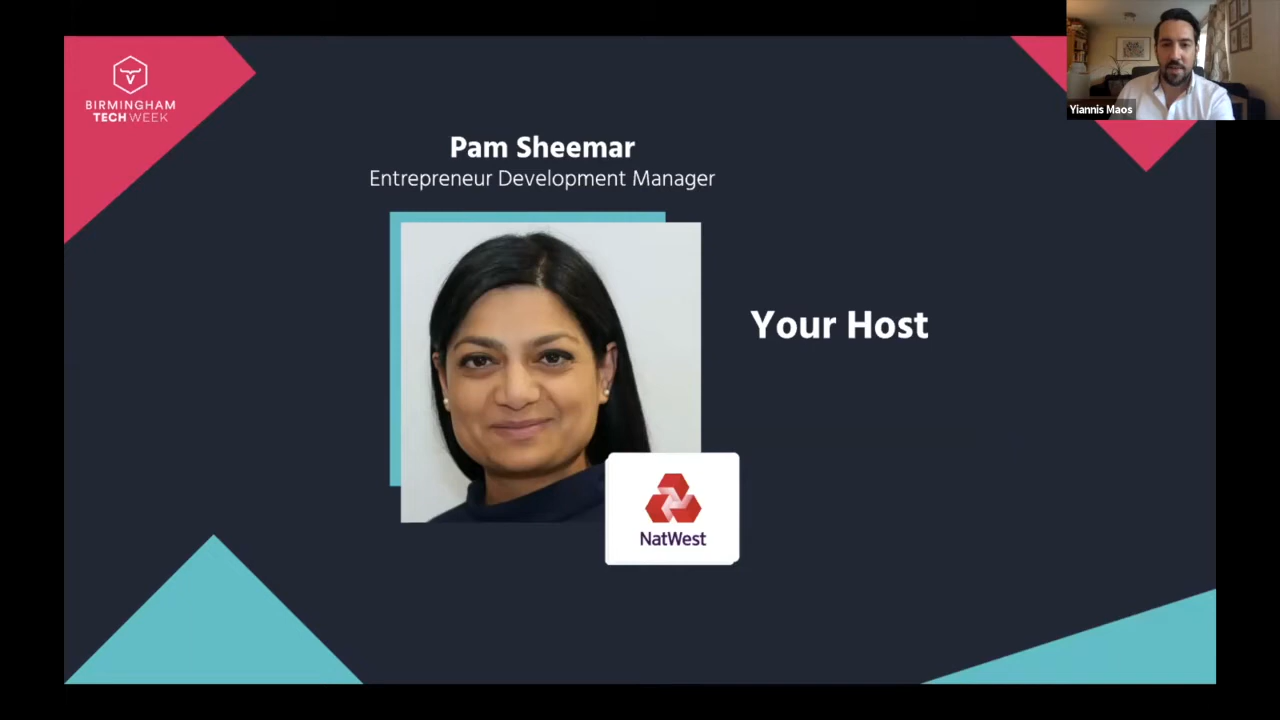 BIRMINGHAM
TECH WEEK
Pam Sheemar
Entrepreneur Development Manager
Your Host
NatWest
Yiannis Maos